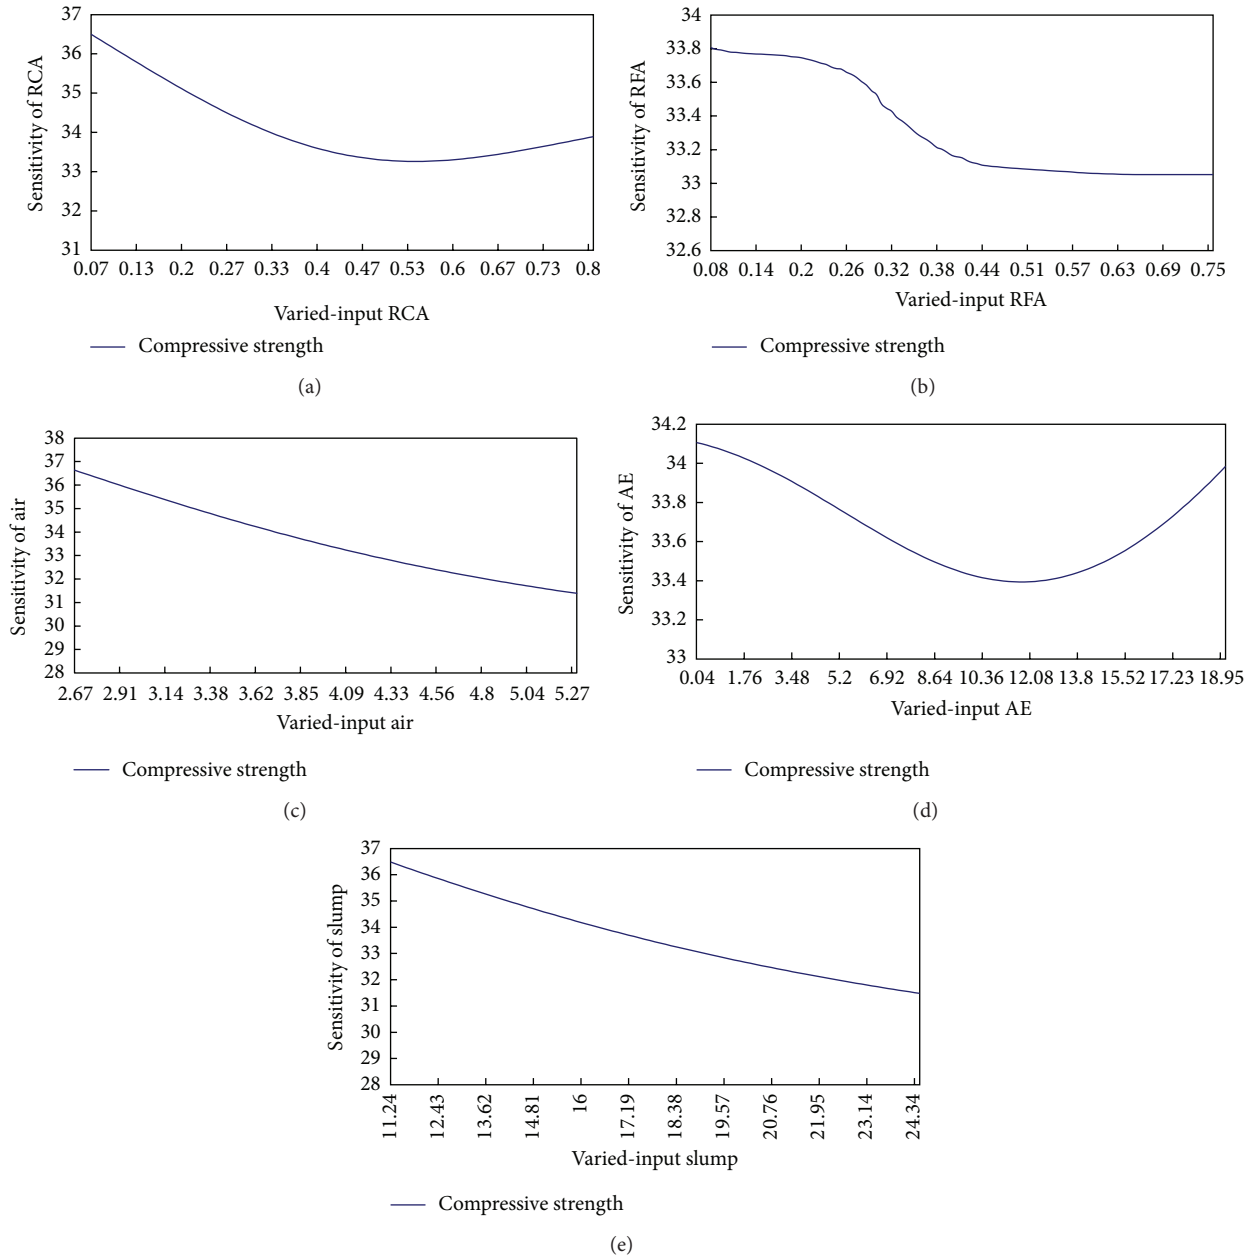 37
36
35
34
33
32
31
Sensitivity of RCA
0.07 0.13 0.2 0.27 0.33 0.4 0.47 0.53 0.6 0.67 0.73 0.8
Varied-input RCA
Compressive strength
(a)
34
33.8
33.6
33.4
33.2
33
32.8
32.6
Sensitivity of RFA
0.08 0.14 0.2 0.26 0.32 0.38 0.44 0.51 0.57 0.63 0.69 0.75
Varied-input RFA
Compressive strength
(b)
38
37
36
35
34
33
32
31
30
29
28
Sensitivity of air
2.67 2.91 3.14 3.38 3.62 3.85 4.09 4.33 4.56 4.8 5.04 5.27
Varied-input air
Compressive strength
(c)
34.2
34
33.8
33.6
33.4
33.2
33
Sensitivity of AE
0.04 1.76 3.48 5.2 6.92 8.64 10.36 12.08 13.8 15.52 17.23 18.95
Varied-input AE
Compressive strength
(d)
37
36
35
34
33
32
31
30
29
28
Sensitivity of slump
11.24 12.43 13.62 14.81 16 17.19 18.38 19.57 20.76 21.95 23.14 24.34
Varied-input slump
Compressive strength
(e)